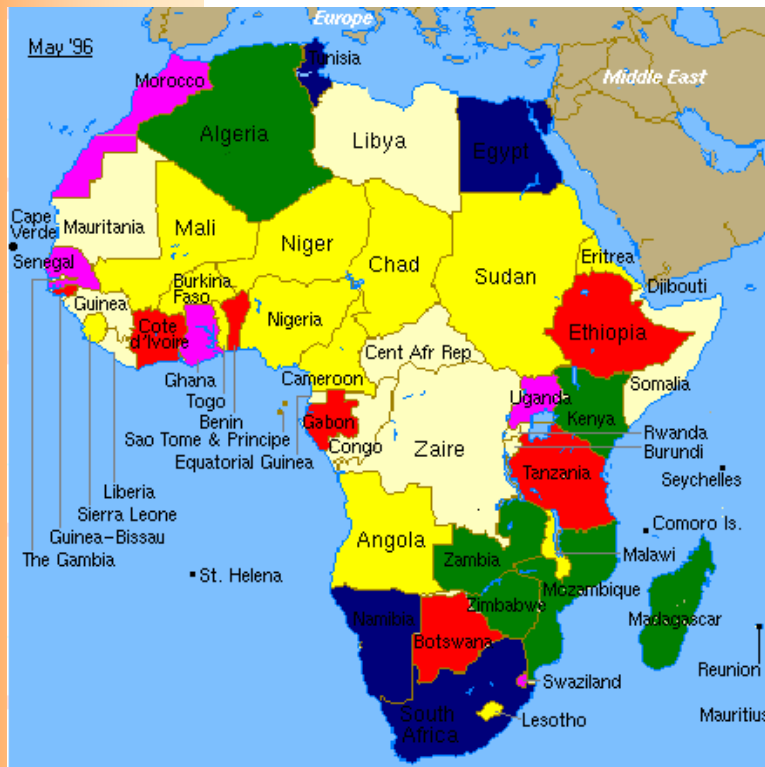 Europe
May '96
Tunisia
Morocco
Middle East
Algeria
Libya
Egypt
Cape
Verde
Mauritania
Mali
Niger
Chad
Sudan
Eritrea
Senegal
Djibouti
Guinea
Burkina
Faso
Nigeria
Ethiopia
Cote
d'Ivoire
Cent Afr Rep
Ghana
Cameroon
Uganda
Somalia
Togo
Benin
Gabon
Kenya
Sao Tome & Principe
Congo
Zaire
Rwanda
Equatorial Guinea
Burundi
Tanzania
Seychelles
Liberia
Sierra Leone
Guinea-Bissau
The Gambia
Angola
Comoro Is.
Zambia
Malawi
St. Helena
Mozambique
Zimbabwe
Madagascar
Namibia
Botswana
Reunion
Swaziland
South
Africa
Lesotho
Mauritius